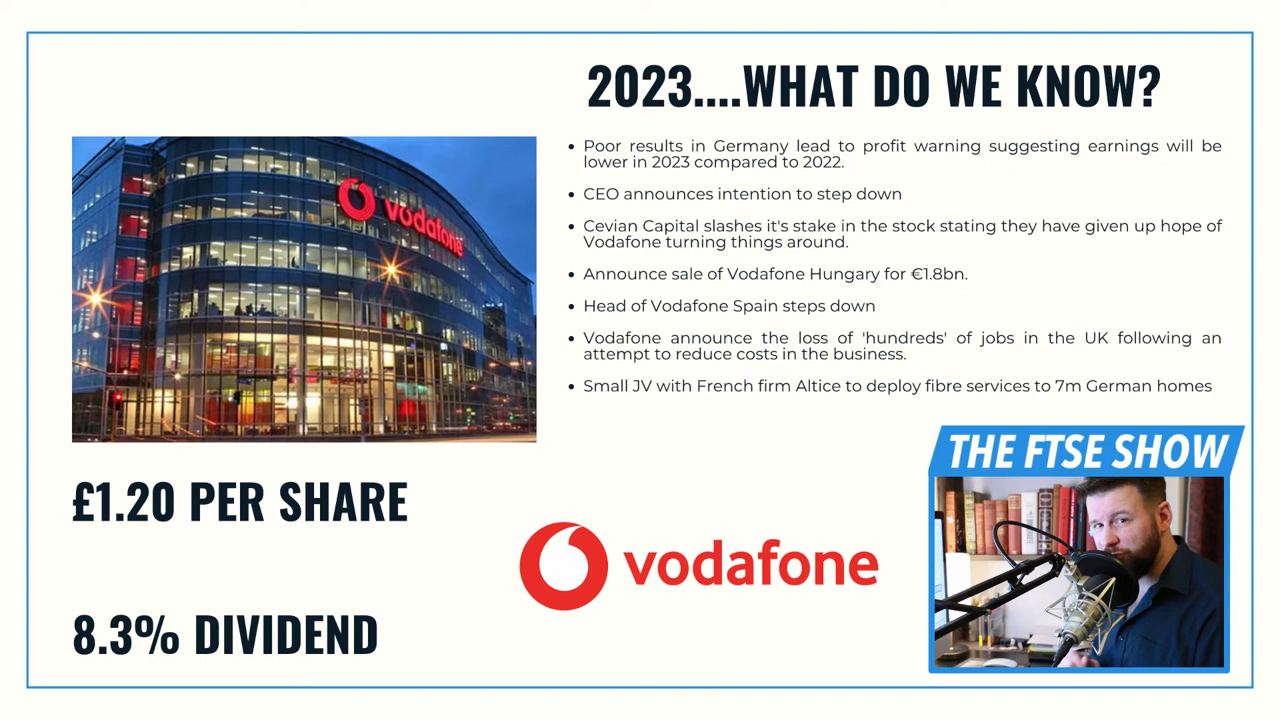 2023....WHAT DO WE KNOW?
vodafone
Poor results in Germany lead to profit warning suggesting earnings will be
lower in 2023 compared to 2022.
CEO announces intention to step down
Cevian Capital slashes it's stake in the stock stating they have given up hope of
Vodafone turning things around.
Announce sale of Vodafone Hungary for €1.8bn.
Head of Vodafone Spain steps down
Vodafone announce the loss of 'hundreds' of jobs in the UK following an
attempt to reduce costs in the business.
Small JV with French firm Altice to deploy fibre services to 7m German homes
THE FTSE SHOW
£1.20 PER SHARE
vodafone
8.3% DIVIDEND